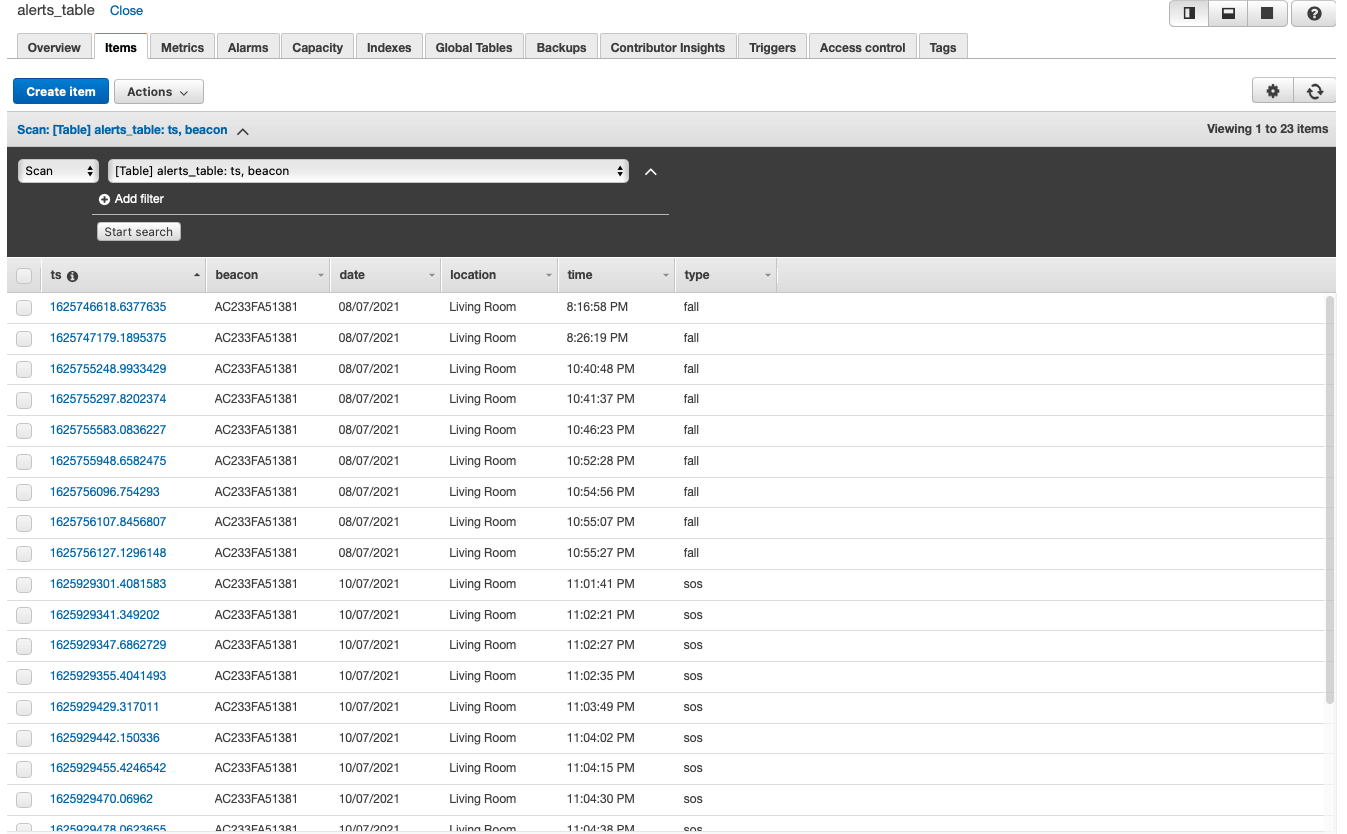 alerts_table Close
Overview Items Metrics Alarms Capacity Indexes Global Tables Backups Contributor Insights Triggers Access control Tags
Create item Actions
Scan: [Table] alerts_table: ts, beacon Viewing 1 to 23 items
Scan [Table] alerts_table: ts, beacon
Add filter
Start search
ts beacon date location time type
1625746618.6377635 AC233FA51381 08/07/2021 Living Room 8:16:58 PM fall
1625747179.1895375 AC233FA51381 08/07/2021 Living Room 8:26:19 PM fall
1625755248.9933429 AC233FA51381 08/07/2021 Living Room 10:40:48 PM fall
1625755297.8202374 AC233FA51381 08/07/2021 Living Room 10:41:37 PM fall
1625755583.0836227 AC233FA51381 08/07/2021 Living Room 10:46:23 PM fall
1625755948.6582475 AC233FA51381 08/07/2021 Living Room 10:52:28 PM fall
1625756096.754293 AC233FA51381 08/07/2021 Living Room 10:54:56 PM fall
1625756107.8456807 AC233FA51381 08/07/2021 Living Room 10:55:07 PM fall
1625756127.1296148 AC233FA51381 08/07/2021 Living Room 10:55:27 PM fall
1625929301.4081583 AC233FA51381 10/07/2021 Living Room 11:01:41 PM sos
1625929341.349202 AC233FA51381 10/07/2021 Living Room 11:02:21 PM sos
1625929347.6862729 AC233FA51381 10/07/2021 Living Room 11:02:27 PM sos
1625929355.4041493 AC233FA51381 10/07/2021 Living Room 11:02:35 PM sos
1625929429.317011 AC233FA51381 10/07/2021 Living Room 11:03:49 PM sos
1625929442.150336 AC233FA51381 10/07/2021 Living Room 11:04:02 PM sos
1625929455.4246542 AC233FA51381 10/07/2021 Living Room 11:04:15 PM sos
1625929470.06962 AC233FA51381 10/07/2021 Living Room 11:04:30 PM sos
1625929478.0623655 AC233FA51381 10/07/2021 Living Room 11:04:38 PM sos